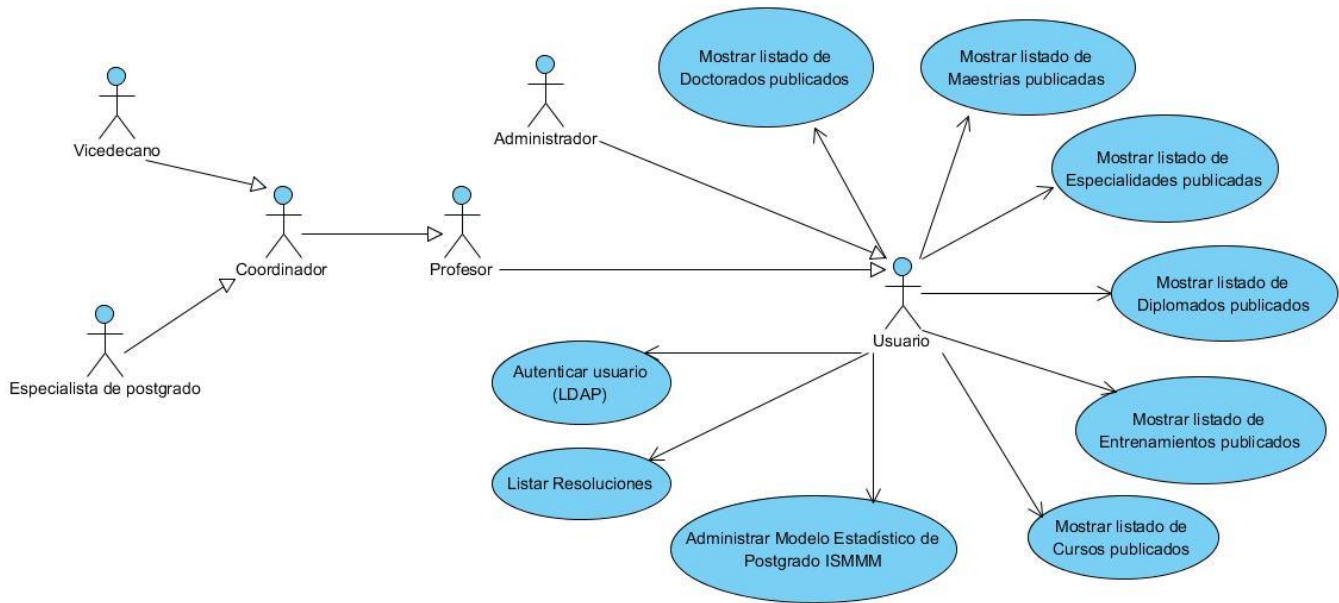 Mostrar listado de
Doctorados publicados
Mostrar listado de
Maestrias publicadas
Vicedecano
Administrador
Mostrar listado de
Especialidades publicadas
Coordinador
Profesor
Mostrar listado de
Diplomados publicados
Usuario
Especialista de postgrado
Autenticar usuario
(LDAP)
Mostrar listado de
Entrenamientos publicados
Listar Resoluciones
Administrar Modelo Estadístico de
Postgrado ISMMM
Mostrar listado de
Cursos publicados